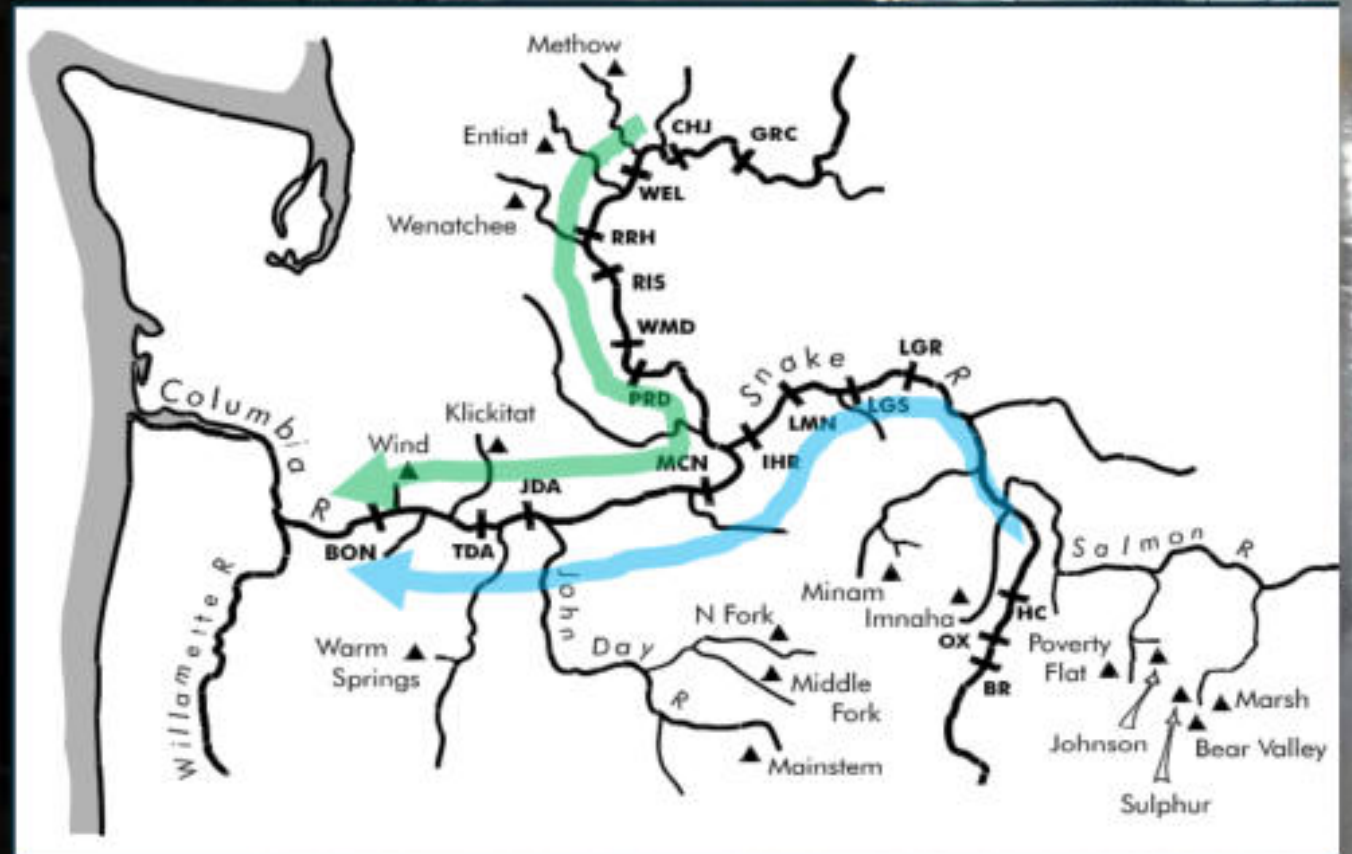 Methow
Entiat
CHJ
GRC
WEL
Wenatchee
RRH
RIS
WMD
PRD
Snake R
LGR
LGS
LMN
IHR
MCN
Columbia R
Klickitat
Wind
JDA
BON
TDA
Willamette R
Warm
Springs
John Day R
N Fork
Middle
Fork
Mainstem
Minam
Imnaha
HC
OX
BR
Salmon R
Poverty
Flat
Johnson
Marsh
Bear Valley
Sulphur